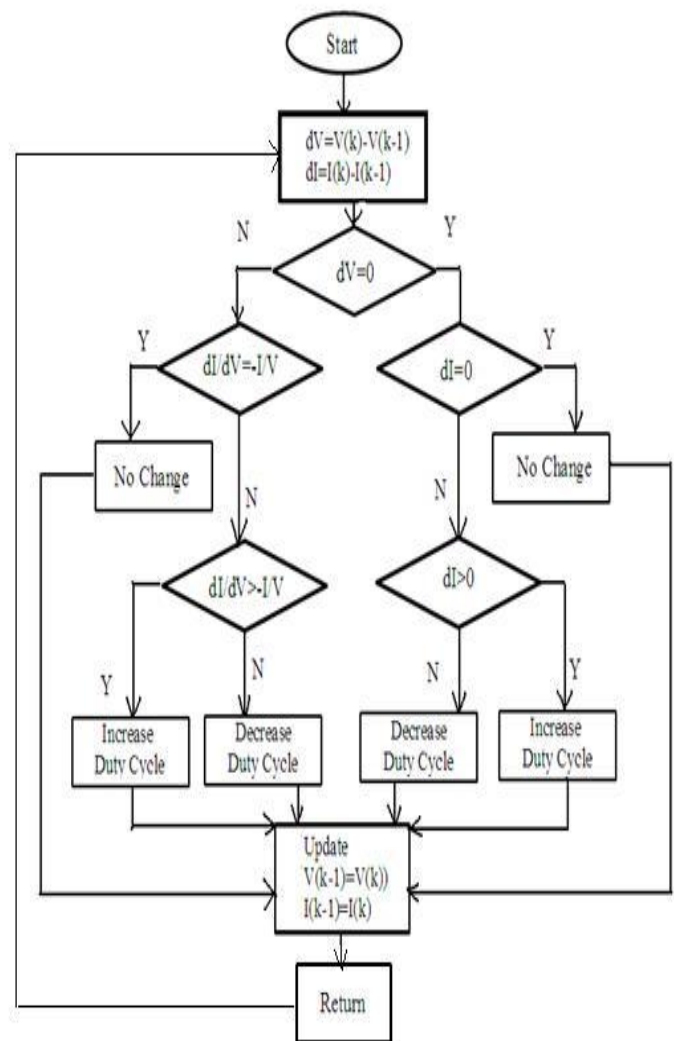 Start
dV=V(k)-V(k-1)
dI=I(k)-I(k-1)
N
Y
dV=0
Y
dI/dV=-I/V
dI=0
Y
No Change
No Change
N
N
dI/dV>-I/V
dI>0
Y
N
N
Y
Increase
Duty Cycle
Decrease
Duty Cycle
Decrease
Duty Cycle
Increase
Duty Cycle
Update
V(k-1)=V(k))
I(k-1)=I(k)
Return